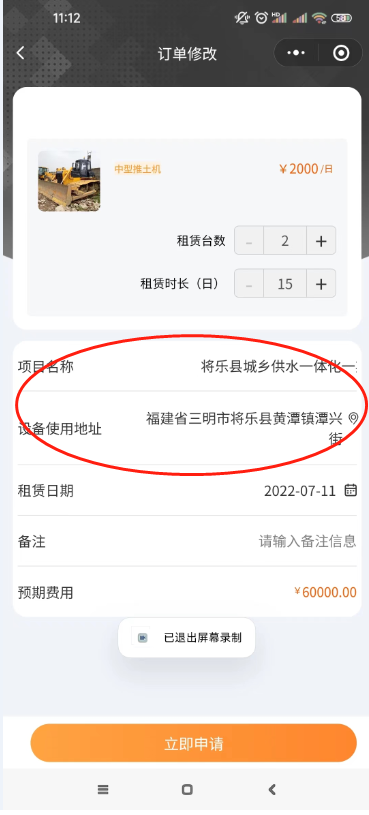 11:12
HD
58
订单修改
中型推土机
￥2000/日
租赁台数
- 2 +
租赁时长（日）
- 15 +
项目名称
将乐县城乡供水一体化一
设备使用地址
福建省三明市将乐县黄潭镇潭兴
街
租赁日期
2022-07-11
备注
请输入备注信息
预期费用
￥60000.00
已退出屏幕录制
立即申请